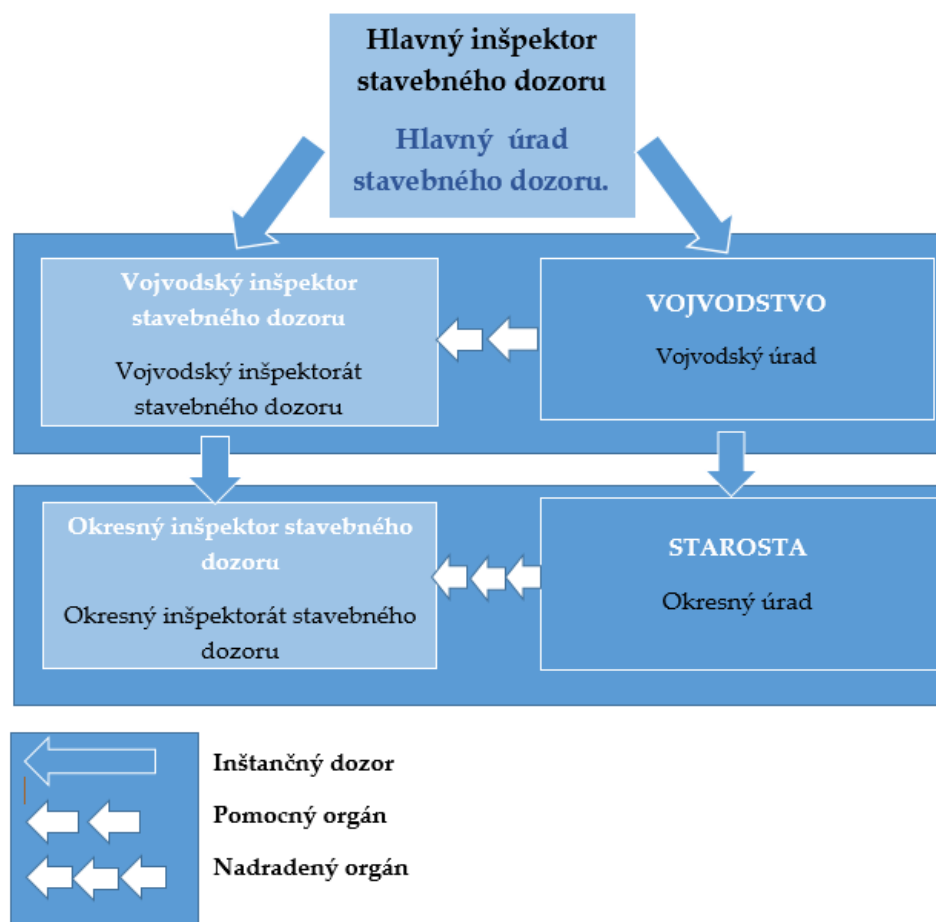 Hlavný inšpektor
stavebného dozoru
Hlavný úrad
stavebného dozoru.
Vojvodský inšpektor
stavebného dozoru
Vojvodský inšpektorát
stavebného dozoru
VOJVODSTVO
Vojvodský úrad
Okresný inšpektor stavebného
dozoru
Okresný inšpektorát stavebného
dozoru
STAROSTA
Okresný úrad
Inštančný dozor
Pomocný orgán
Nadradený orgán